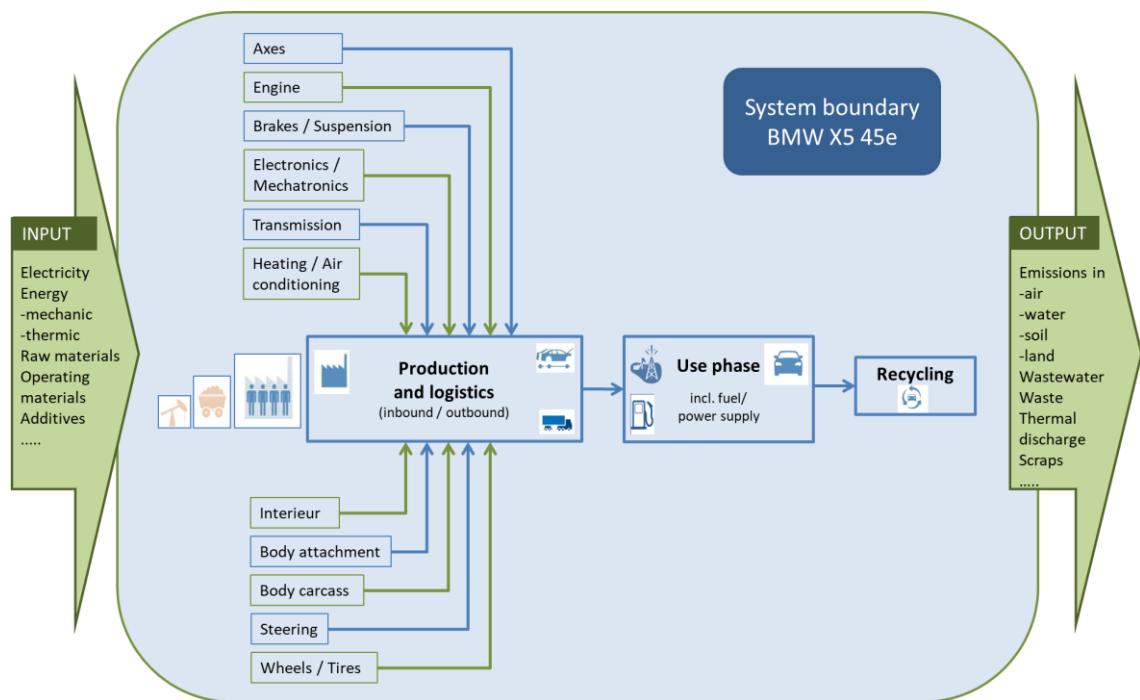 System boundary
BMW X5 45e
INPUT
Electricity
Energy
-mechanic
-thermic
Raw materials
Operating
materials
Additives
.....
Axes
Engine
Brakes / Suspension
Electronics /
Mechatronics
Transmission
Heating / Air
conditioning
Production
and logistics
(inbound / outbound)
Use phase
incl. fuel/
power supply
Recycling
Interieur
Body attachment
Body carcass
Steering
Wheels / Tires
OUTPUT
Emissions in
-air
-water
-soil
-land
Wastewater
Waste
Thermal
discharge
Scraps
.....